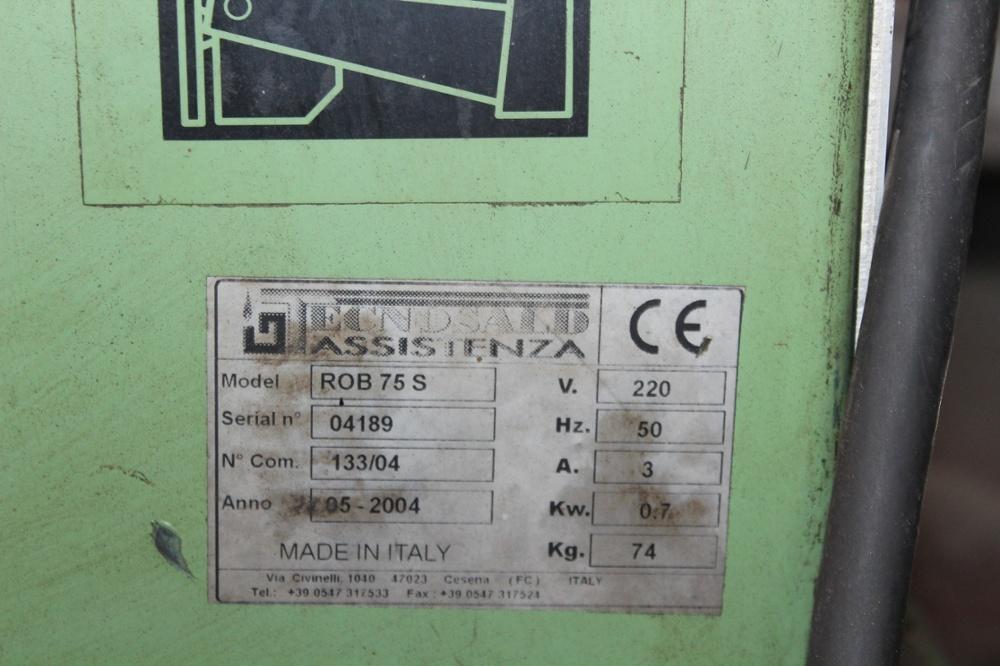 TECNOSALD
ASSISTENZA
CE
Model ROB 75 S V. 220
Serial n° 04189 Hz. 50
N° Com. 133/04 A. 3
Anno 05 - 2004 Kw. 0.7
MADE IN ITALY Kg. 74
Via Civinelli, 1040 47023 Cesena (FC) ITALY
Tel.: +39 0547 317533 Fax : +39 0547 317524